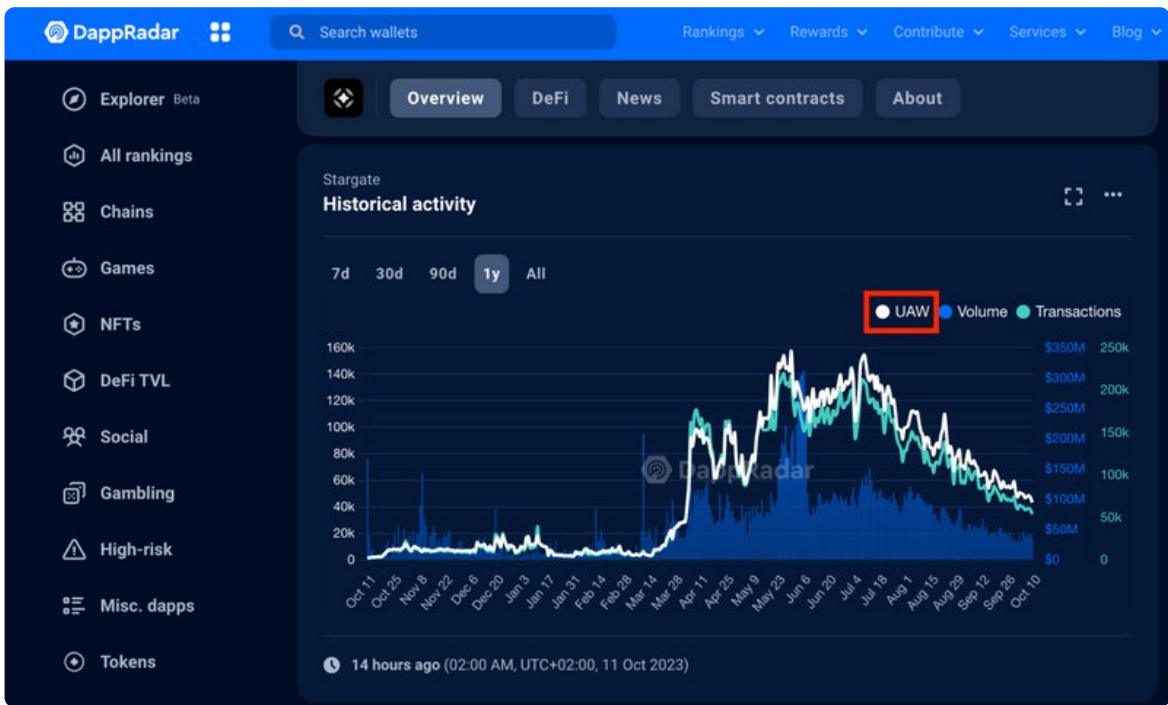 DappRadar
Search wallets
Rankings Rewards Contribute Services Blog
Explorer Beta
All rankings
Chains
Games
NFTs
DeFi TVL
Social
Gambling
High-risk
Misc. dapps
Tokens
Overview DeFi News Smart contracts About
Stargate
Historical activity
7d 30d 90d 1y All
UAW Volume Transactions
160k $350M 250k
140k $300M
120k $250M 200k
100k $200M 150k
80k $150M
60k $100M 100k
40k $50M 50k
20k
0 $0 0
DappRadar
Oct 11 Oct 25 Nov 8 Nov 22 Dec 6 Dec 20 Jan 3 Jan 17 Jan 31 Feb 14 Feb 28 Mar 14 Mar 28 Apr 11 Apr 25 May 9 May 23 Jun 6 Jun 20 Jul 4 Jul 18 Aug 1 Aug 15 Aug 29 Sep 12 Sep 26 Oct 10
14 hours ago (02:00 AM, UTC+02:00, 11 Oct 2023)